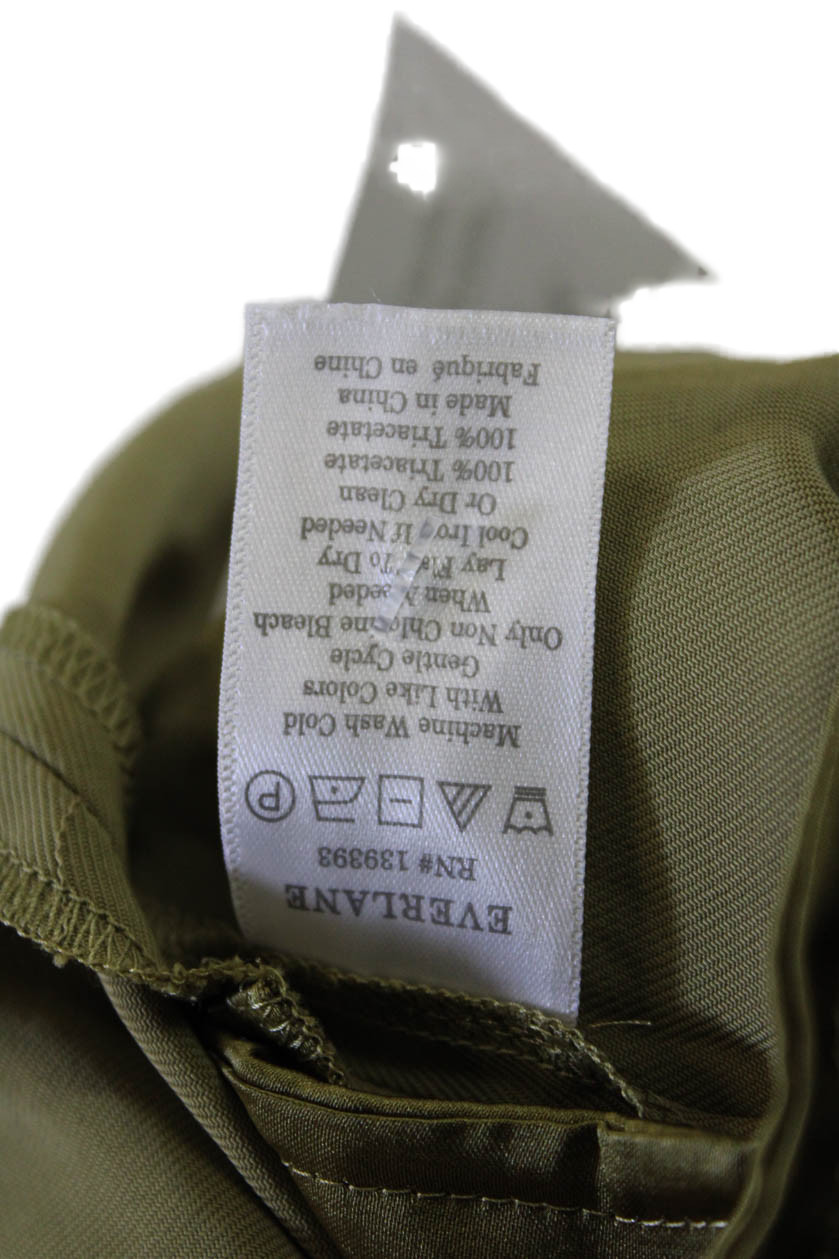 EVERLANE
RN# 139393
P
Machine Wash Cold
With Like Colors
Gentle Cycle
Only Non Chlorine Bleach
When Needed
Lay Flat To Dry
Cool Iron If Needed
Or Dry Clean
100% Triacetate
100% Triacetate
Made in China
Fabriqué en Chine